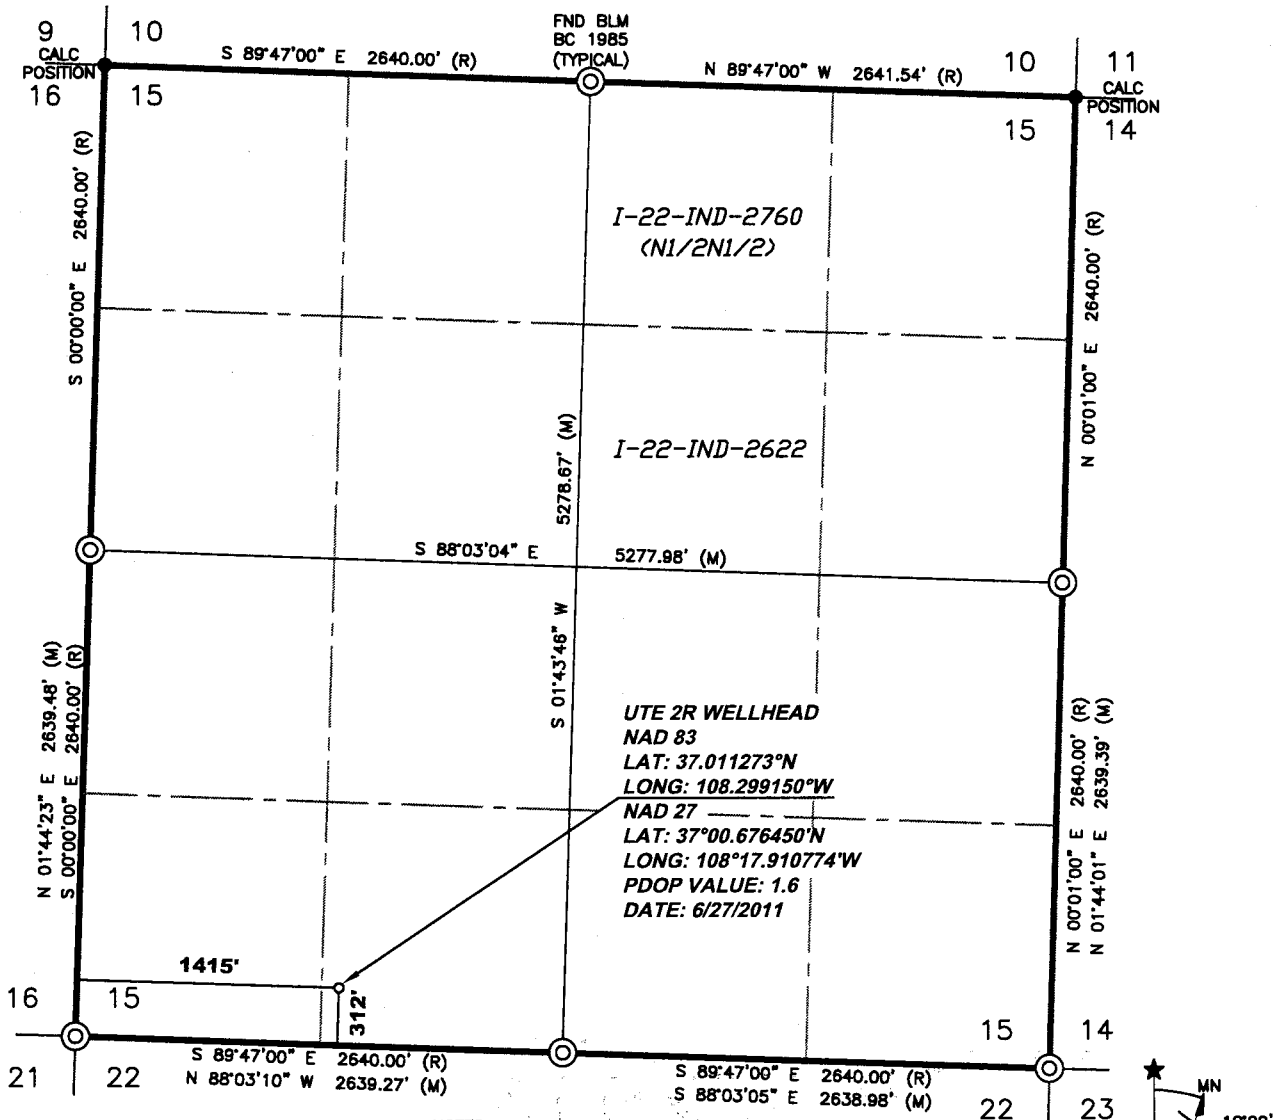 9 10
CALC
POSITION
16 15
S 89°47'00" E 2640.00' (R)
FND BLM
BC 1985
(TYPICAL)
N 89°47'00" W 2641.54' (R)
10 11
CALC
POSITION
15 14
S 00°00'00" E 2640.00' (R)
I-22-IND-2760
(N1/2N1/2)
N 00°01'00" E 2640.00' (R)
I-22-IND-2622
S 01°43'46" W 5278.67' (M)
S 88°03'04" E 5277.98' (M)
N 01°44'23" E 2639.48' (M)
S 00°00'00" E 2640.00' (R)
UTE 2R WELLHEAD
NAD 83
LAT: 37.011273°N
LONG: 108.299150°W
NAD 27
LAT: 37°00.676450'N
LONG: 108°17.910774'W
PDOP VALUE: 1.6
DATE: 6/27/2011
N 00°01'00" E 2640.00' (R)
N 01°44'01" E 2639.39' (M)
1415'
312'
16 15
15 14
S 89°47'00" E 2640.00' (R)
N 88°03'10" W 2639.27' (M)
S 89°47'00" E 2640.00' (R)
S 88°03'05" E 2638.98' (M)
21 22
22 23
MN